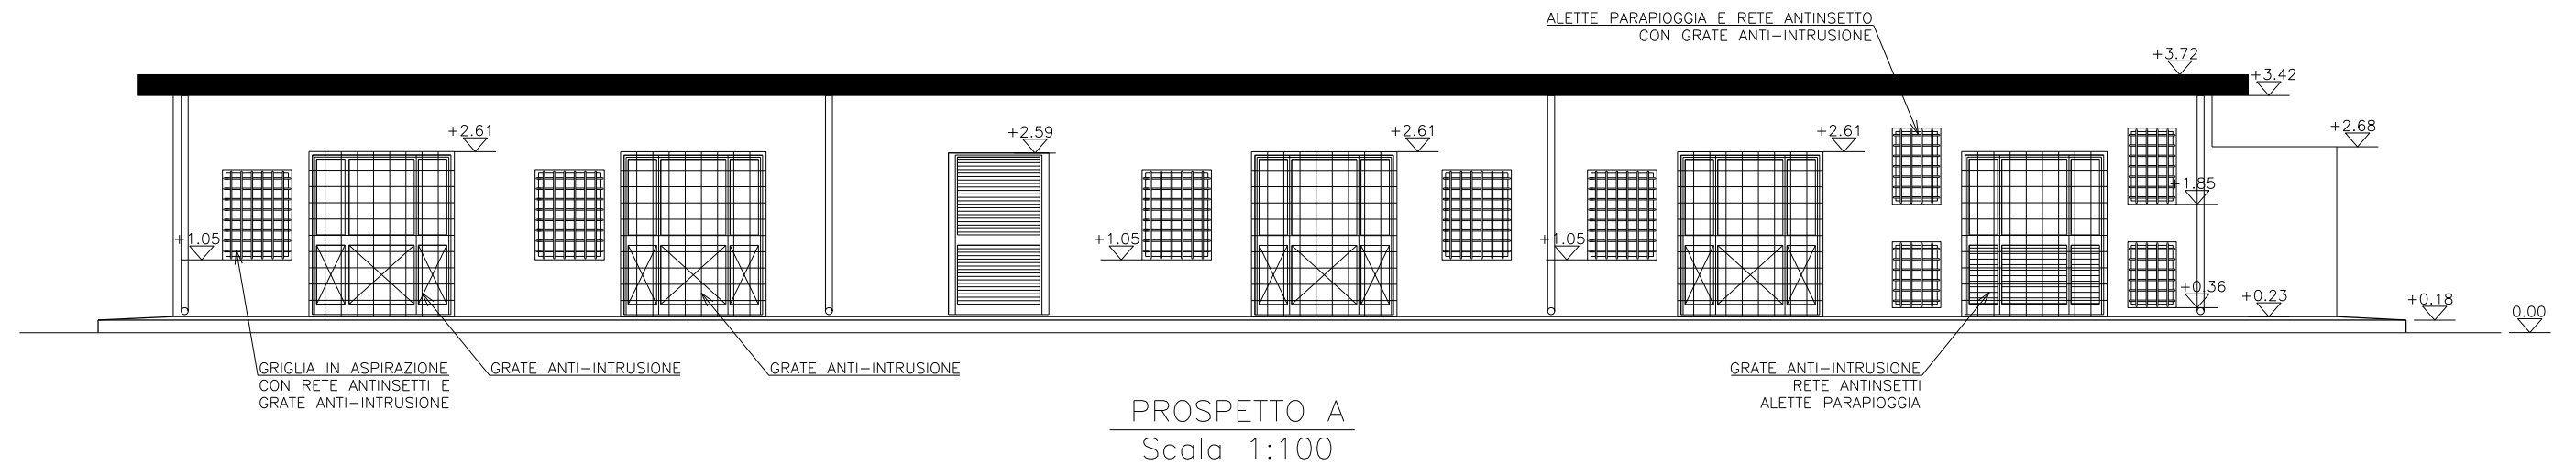 ALETTE PARAPIOGGIA E RETE ANTINSETTO
CON GRATE ANTI-INTRUSIONE
+3.72
+3.42
+2.61
+2.61
+2.59
+2.61
+2.61
+2.68
+1.85
+1.05
+1.05
+1.05
+0.36
+0.23
+0.18
0.00
GRIGLIA IN ASPIRAZIONE
CON RETE ANTINSETTI E
GRATE ANTI-INTRUSIONE
GRATE ANTI-INTRUSIONE
GRATE ANTI-INTRUSIONE
GRATE ANTI-INTRUSIONE
RETE ANTINSETTI
ALETTE PARAPIOGGIA
PROSPETTO A
Scala 1:100